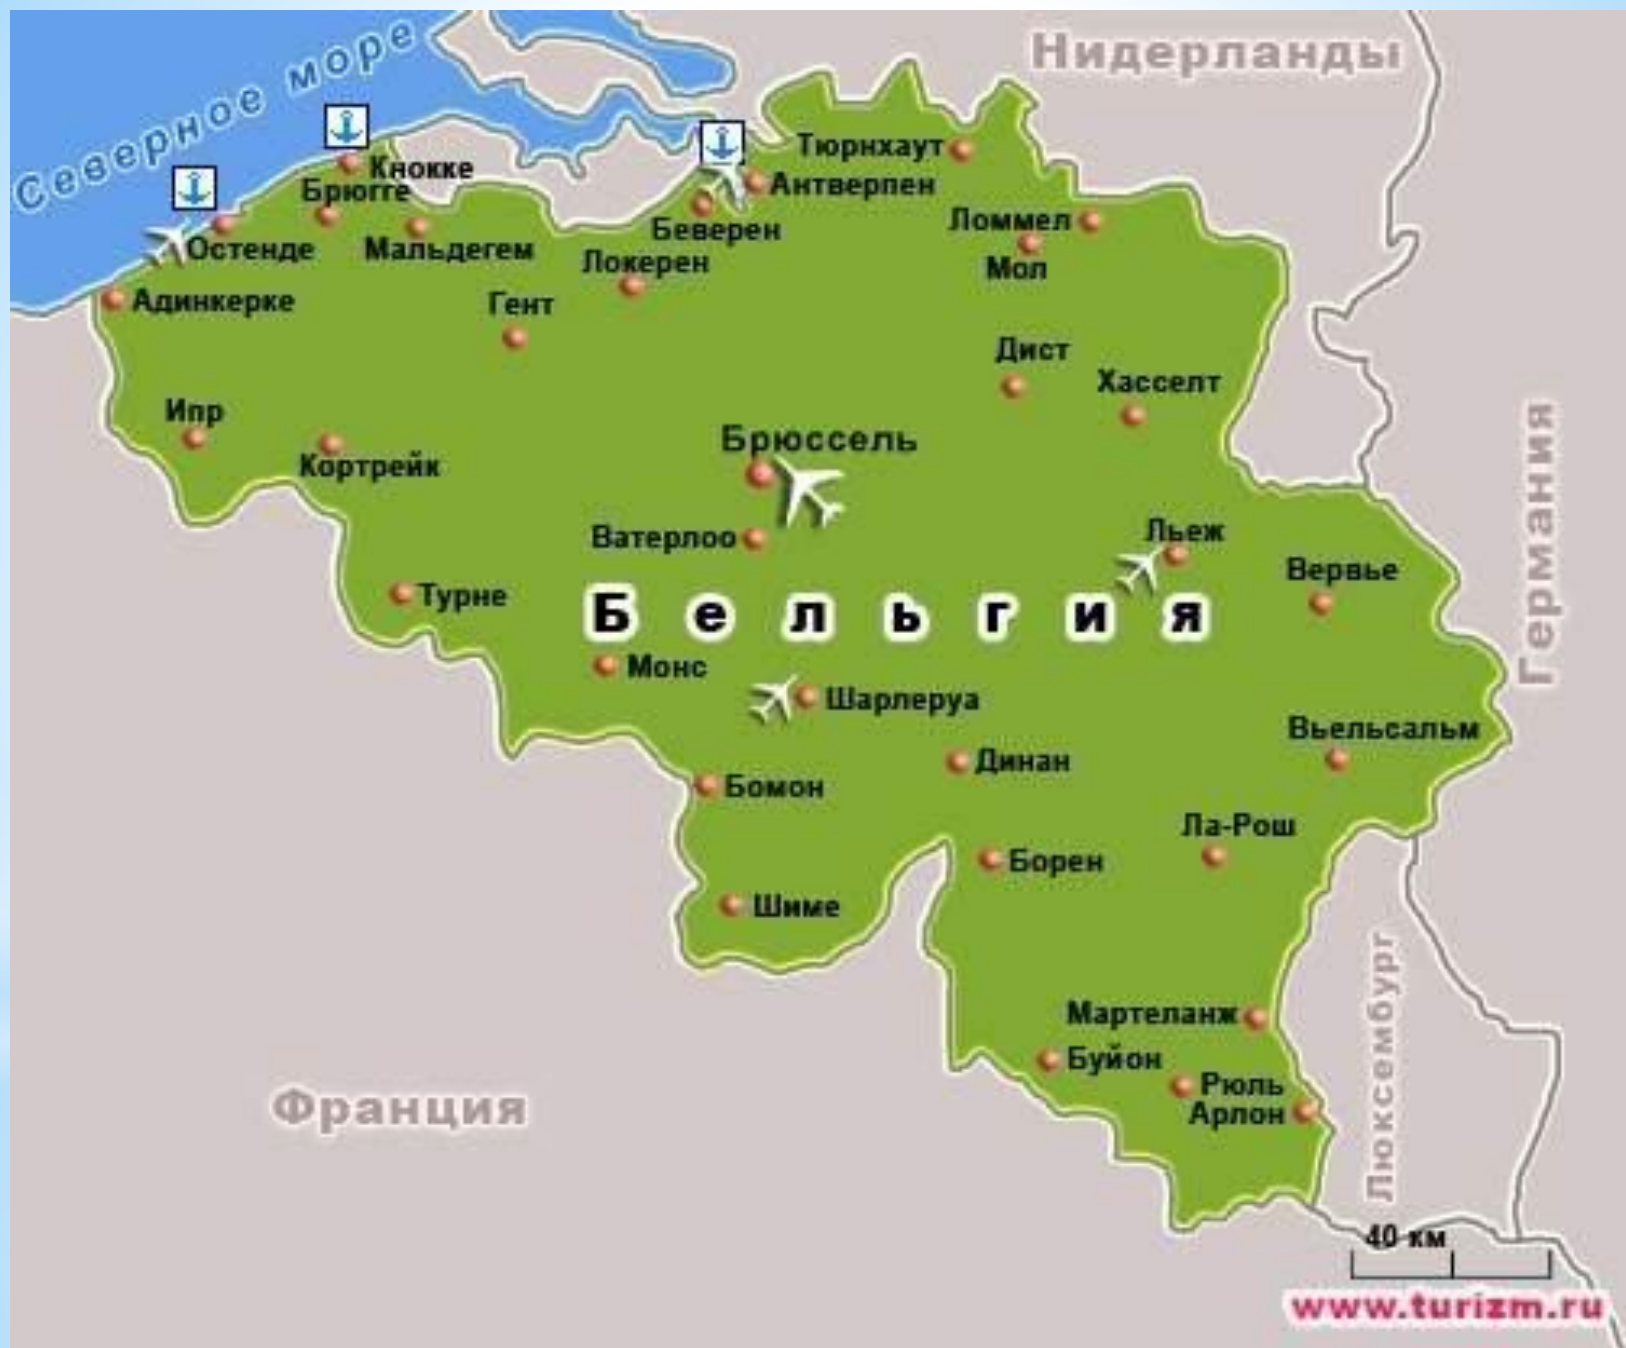 Северное море
Нидерланды
Тюрнхаут
Кнокке
Антверпен
Брюгге
Ломмел
Беверен
Остенде
Мальдегем
Локерен
Мол
Адинкерке
Гент
Дист
Хасселт
Ипр
Брюссель
Кортрейк
Германия
Льеж
Ватерлоо
Вервье
Турне
Бельгия
Монс
Шарлеруа
Вьельсальм
Динан
Бомон
Ла-Рош
Борен
Шиме
Мартеланж
Люксембург
Буйон
Рюль
Франция
Арлон
40 км
www.turizm.ru